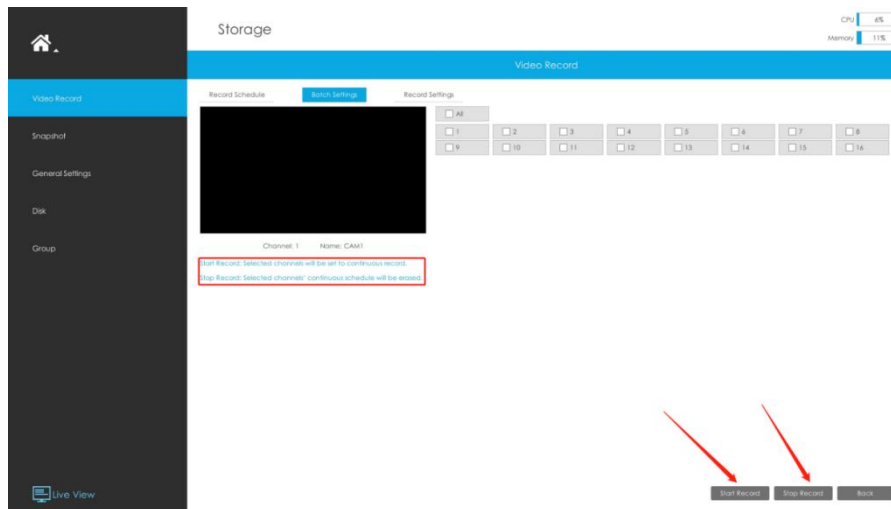 Storage
CPU 6%
Memory 11%
Video Record
Video Record
Snapshot
General Settings
Disk
Group
Live View
Record Schedule Batch Settings Record Settings
All
1 2 3 4 5 6 7 8
9 10 11 12 13 14 15 16
Channel: 1 Name: CAM1
Start Record: Selected channels will be set to continuous record.
Stop Record: Selected channels' continuous schedule will be erased.
Start Record Stop Record Back